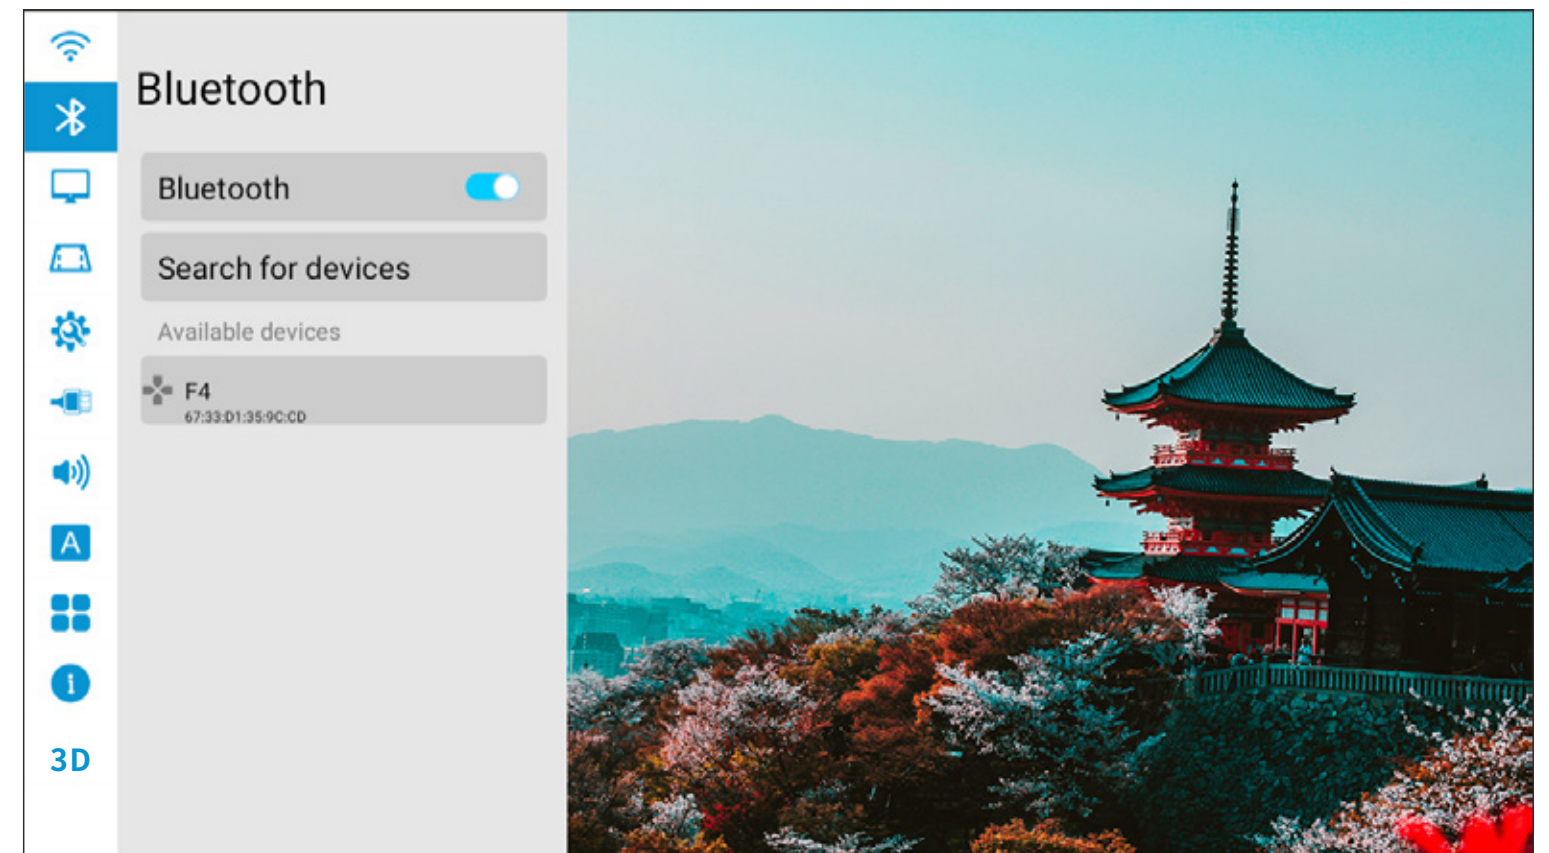 Bluetooth
Bluetooth
Search for devices
Available devices
F4
67:33:D1:35:9C:CD
A
i
3D